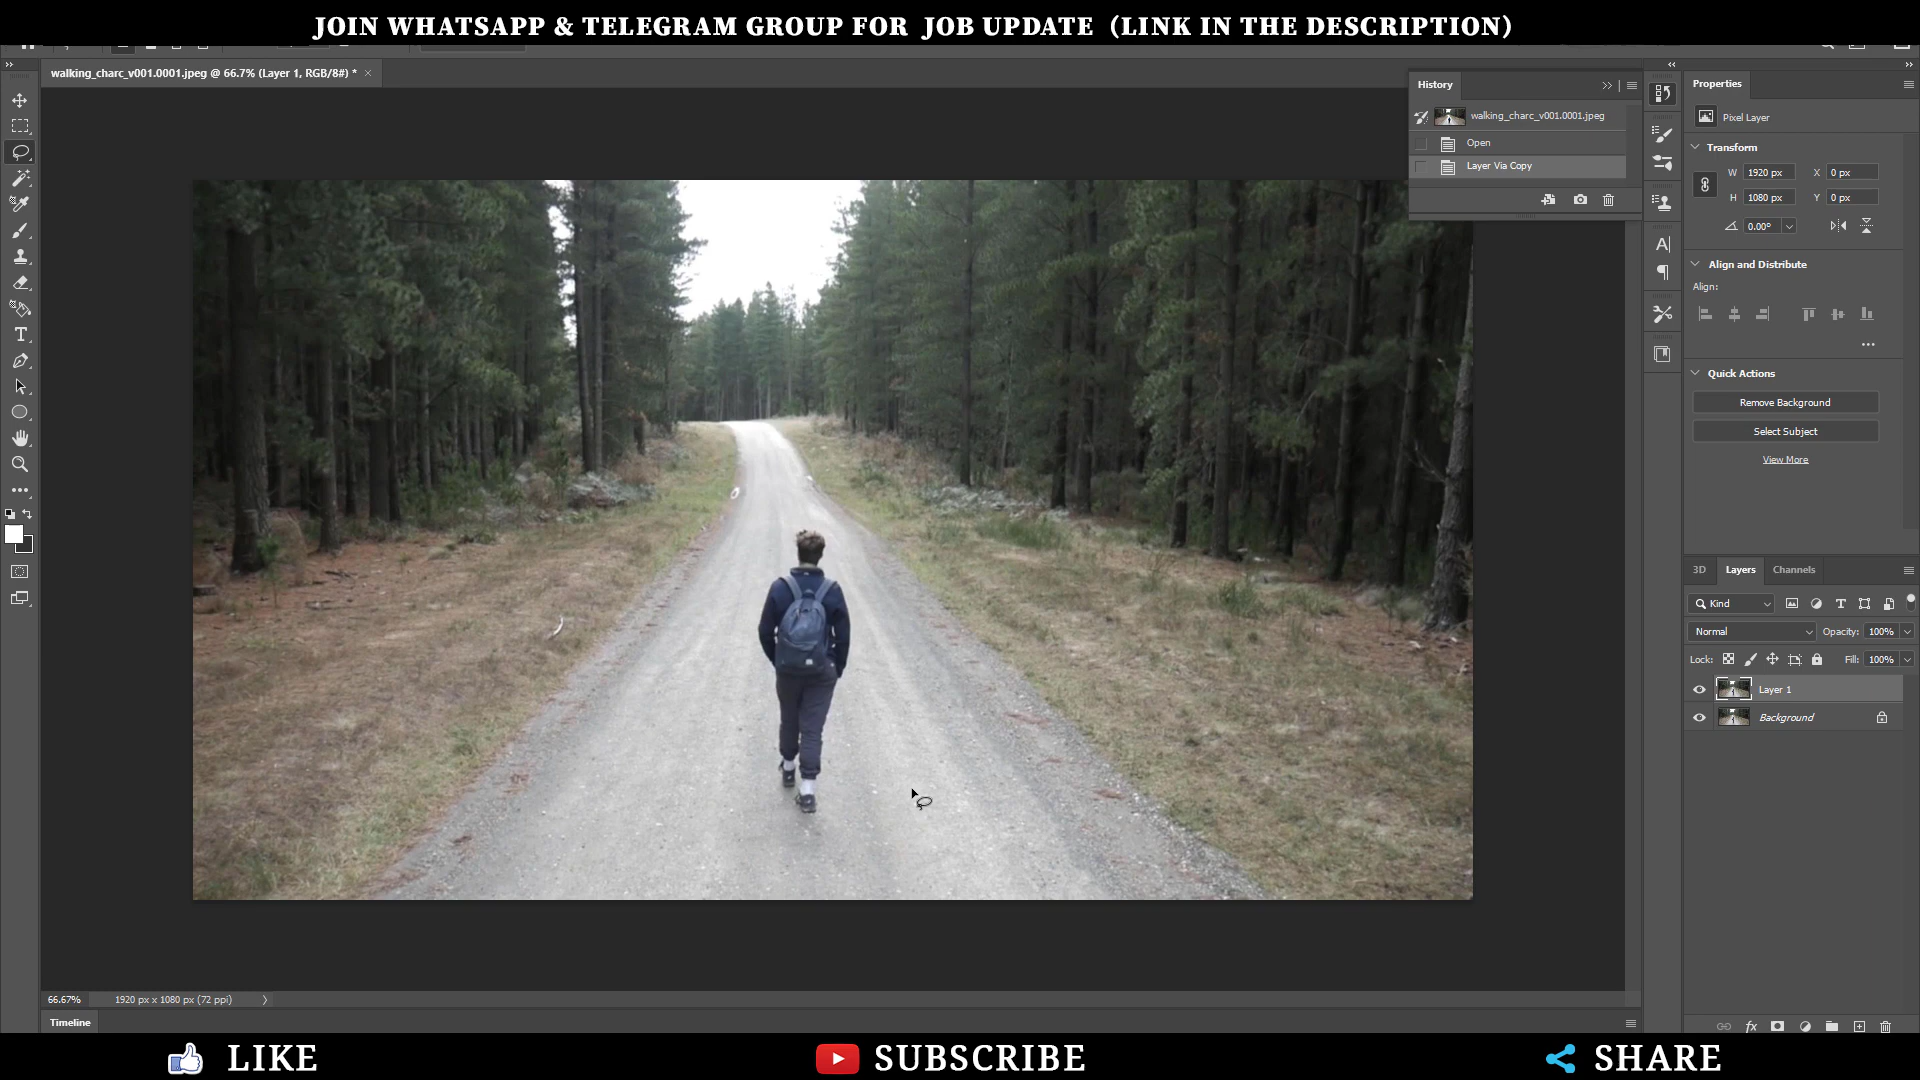 JOIN WHATSAPP & TELEGRAM GROUP FOR JOB UPDATE (LINK IN THE DESCRIPTION)
walking_charc_v001.0001.jpeg @ 66.7% (Layer 1, RGB/8#) *
History
walking_charc_v001.0001.jpeg
Open
Layer Via Copy
Properties
Pixel Layer
Transform
W 1920 px X 0 px
H 1080 px Y 0 px
0.00°
Align and Distribute
Align:
Quick Actions
Remove Background
Select Subject
View More
3D Layers Channels
Kind
Normal Opacity: 100%
Lock: Fill: 100%
Layer 1
Background
66.67% 1920 px x 1080 px (72 ppi)
Timeline
LIKE SUBSCRIBE SHARE